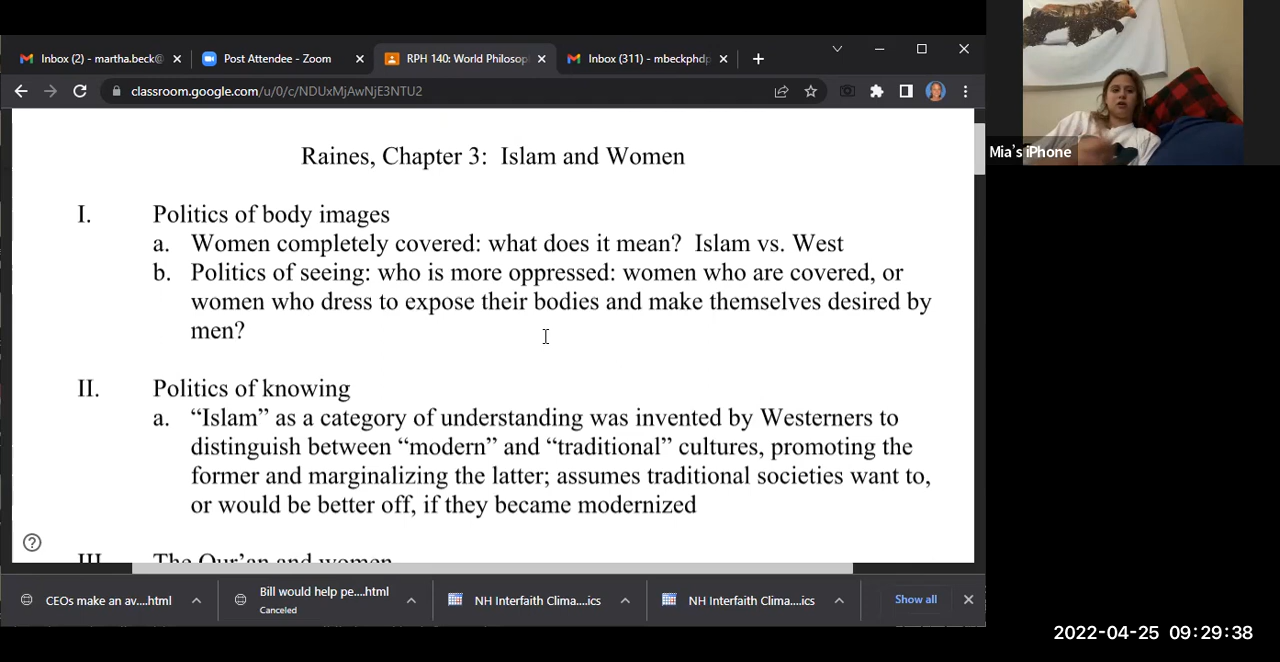 Inbox (2) - martha.beck@
Post Attendee - Zoom
RPH 140: World Philosop
Inbox (311) - mbeckphdp
classroom.google.com/u/0/c/NDUxMjAwNjE3NTU2
Mia's iPhone
Raines, Chapter 3: Islam and Women
I. Politics of body images
a. Women completely covered: what does it mean? Islam vs. West
b. Politics of seeing: who is more oppressed: women who are covered, or
women who dress to expose their bodies and make themselves desired by
men?
II. Politics of knowing
a. “Islam” as a category of understanding was invented by Westerners to
distinguish between “modern” and “traditional” cultures, promoting the
former and marginalizing the latter; assumes traditional societies want to,
or would be better off, if they became modernized
III. The Qur’an and women
CEOs make an av....html
Bill would help pe....html
Canceled
NH Interfaith Clima....ics
NH Interfaith Clima....ics
Show all
2022-04-25 09:29:38